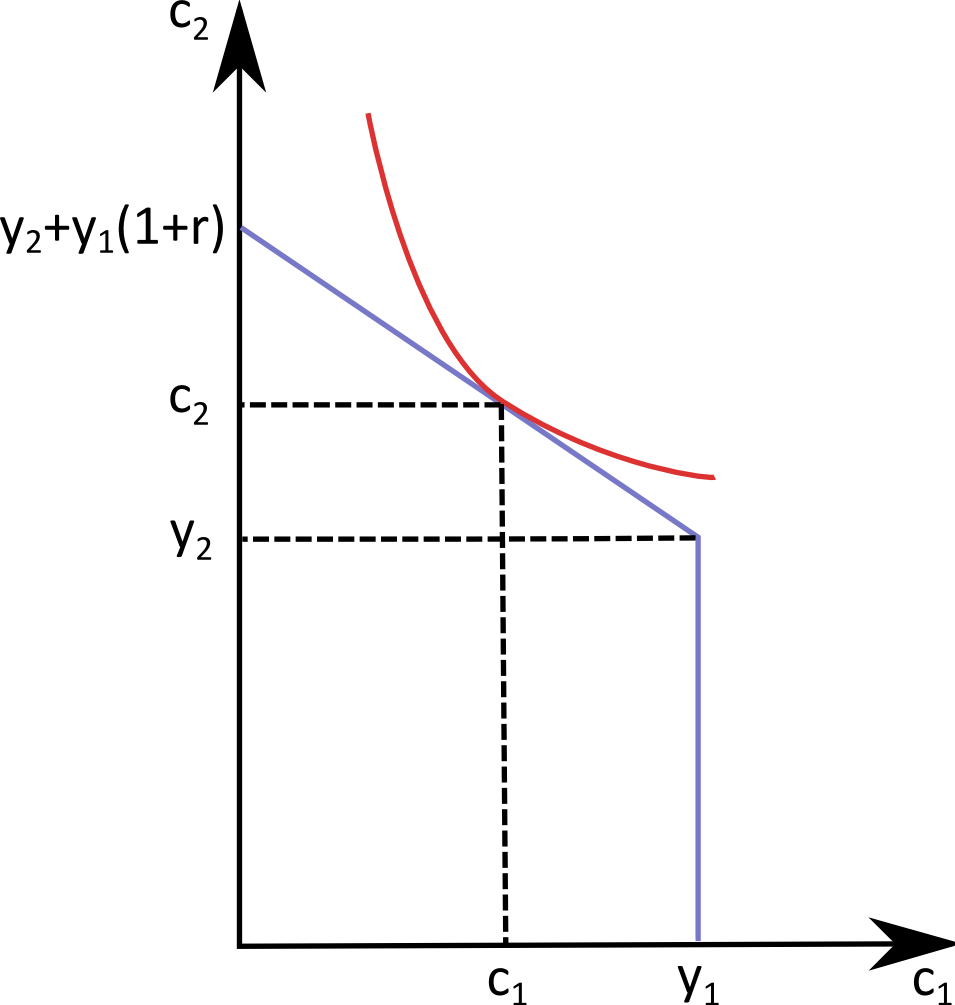 c₂
y₂+y₁(1+r)
c₂
y₂
c₁ y₁ c₁